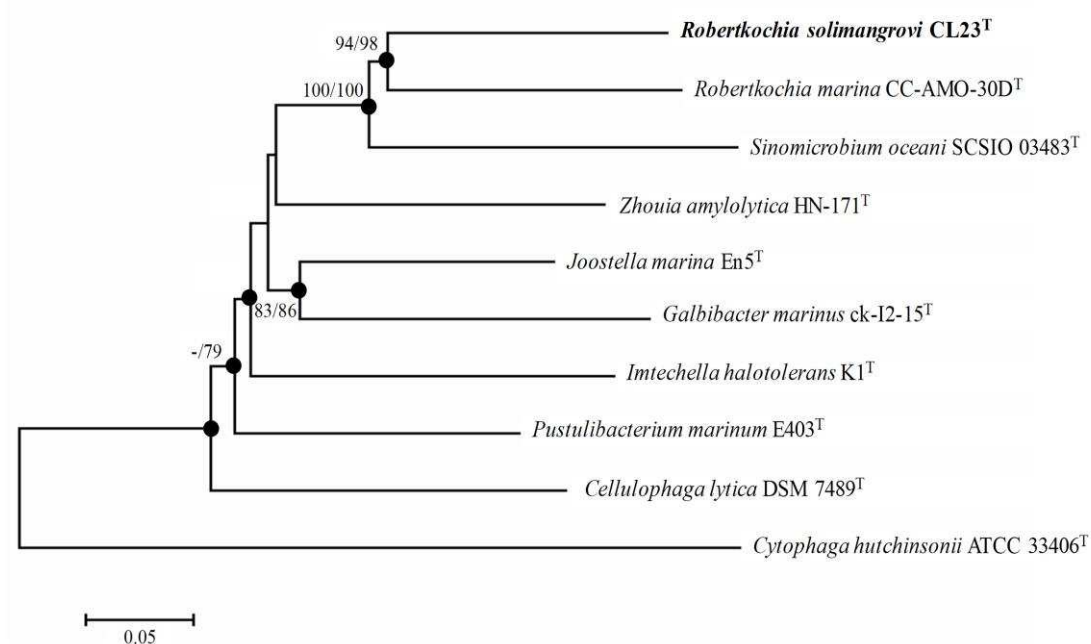 Robertkochia solimangrovi CL23ᵀ
94/98
100/100
Robertkochia marina CC-AMO-30Dᵀ
Sinomicrobium oceani SCSIO 03483ᵀ
Zhouia amylolytica HN-171ᵀ
Joostella marina En5ᵀ
83/86
Galbibacter marinus ck-I2-15ᵀ
-/79
Imtechella halotolerans K1ᵀ
Pustulibacterium marinum E403ᵀ
Cellulophaga lytica DSM 7489ᵀ
Cytophaga hutchinsonii ATCC 33406ᵀ
0.05